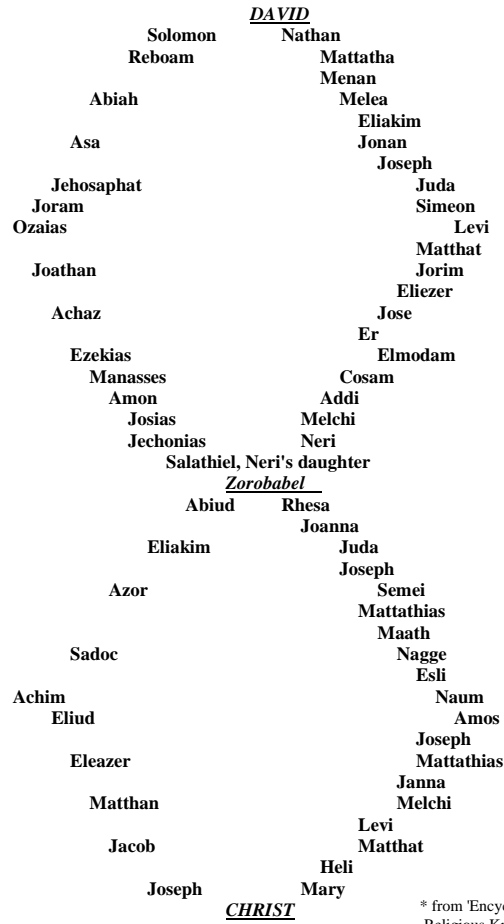 DAVID
Solomon Nathan
Reboam Mattatha
Menan
Abiah Melea
Eliakim
Asa Jonan
Joseph
Jehosaphat Juda
Joram Simeon
Ozaias Levi
Matthat
Joathan Jorim
Eliezer
Achaz Jose
Er
Ezekias Elmodam
Manasses Cosam
Amon Addi
Josias Melchi
Jechonias Neri
Salathiel, Neri's daughter
Zorobabel
Abiud Rhesa
Joanna
Eliakim Juda
Joseph
Azor Semei
Mattathias
Maath
Sadoc Nagge
Esli
Achim Naum
Eliud Amos
Joseph
Eleazer Mattathias
Janna
Matthan Melchi
Levi
Jacob Matthat
Heli
Joseph Mary
CHRIST
* from 'Ency
Religious